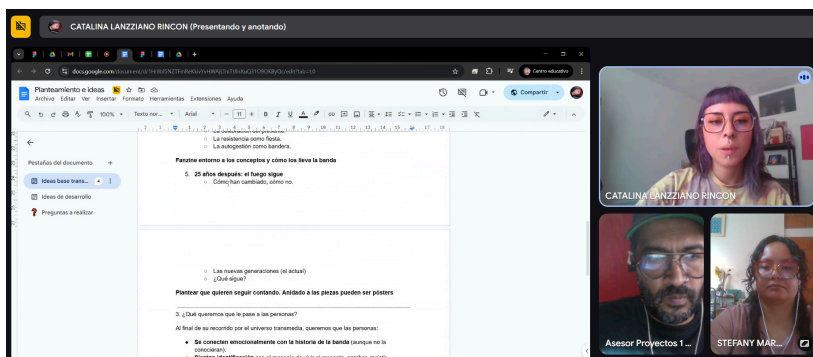 CATALINA LANZZIANO RINCON (Presentando y anotando)
Centro educativo
Planteamiento e ideas
Archivo Editar Ver Insertar Formato Herramientas Extensiones Ayuda
Compartir
100% Texto nor... Arial 11
Pestañas del documento
Ideas base trans... 4
Ideas de desarrollo
Preguntas a realizar
La resistencia como fiesta.
La autogestión como bandera.
Fanzine entorno a los conceptos y cómo los lleva la banda
5. 25 años después: el fuego sigue
Cómo han cambiado, cómo no.
Las nuevas generaciones (el actual)
¿Qué sigue?
Plantear que quieren seguir contando. Anidado a las piezas pueden ser pósters
3. ¿Qué queremos que le pase a las personas?
Al final de su recorrido por el universo transmedia, queremos que las personas:
Se conecten emocionalmente con la historia de la banda (aunque no la
conocieran).
CATALINA LANZZIANO RINCON
Asesor Proyectos 1 ...
STEFANY MAR...